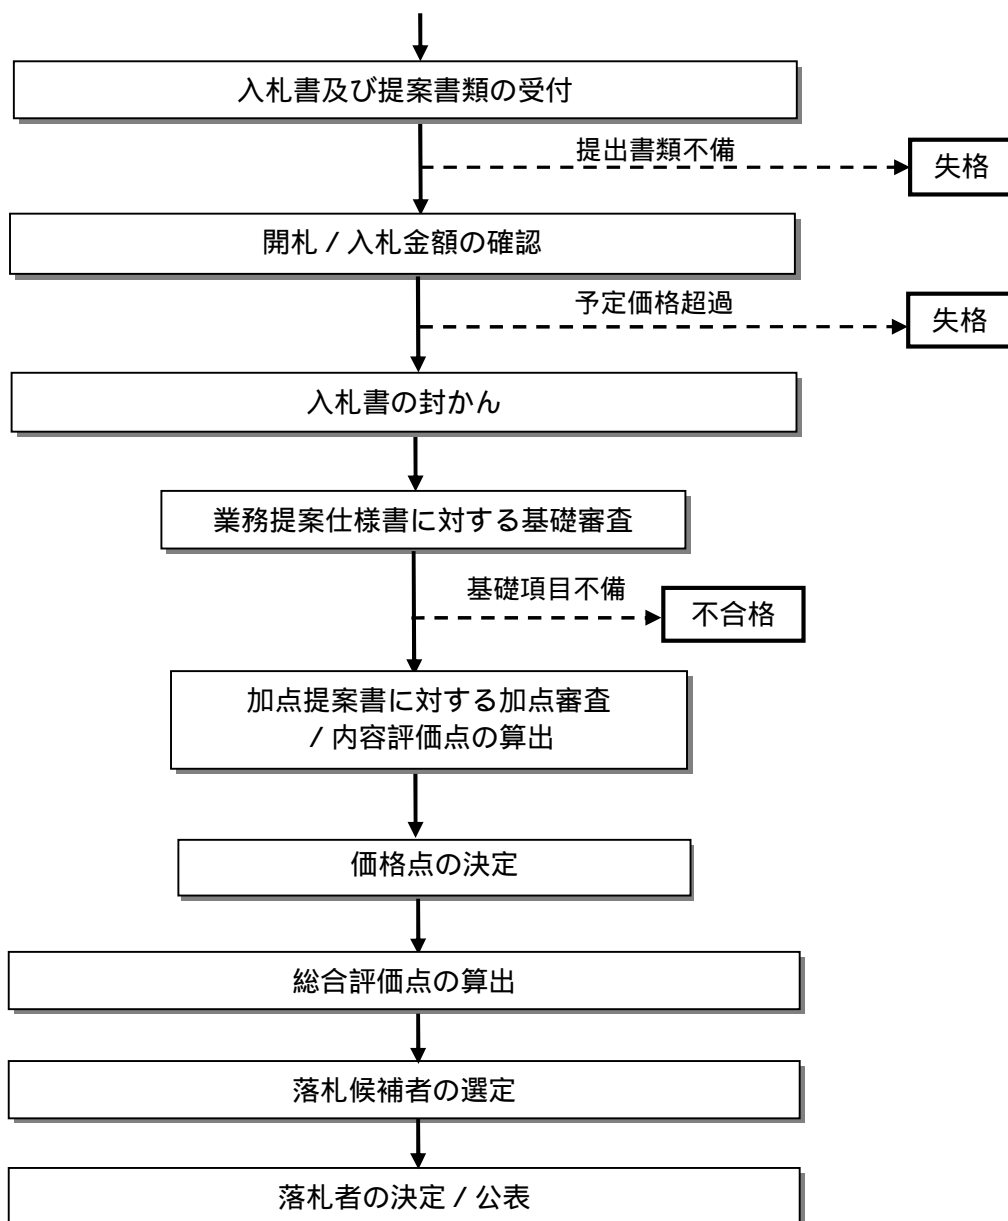 入札書及び提案書類の受付
提出書類不備
失格
開札 / 入札金額の確認
予定価格超過
失格
入札書の封かん
業務提案仕様書に対する基礎審査
基礎項目不備
不合格
加点提案書に対する加点審査
/ 内容評価点の算出
価格点の決定
総合評価点の算出
落札候補者の選定
落札者の決定 / 公表